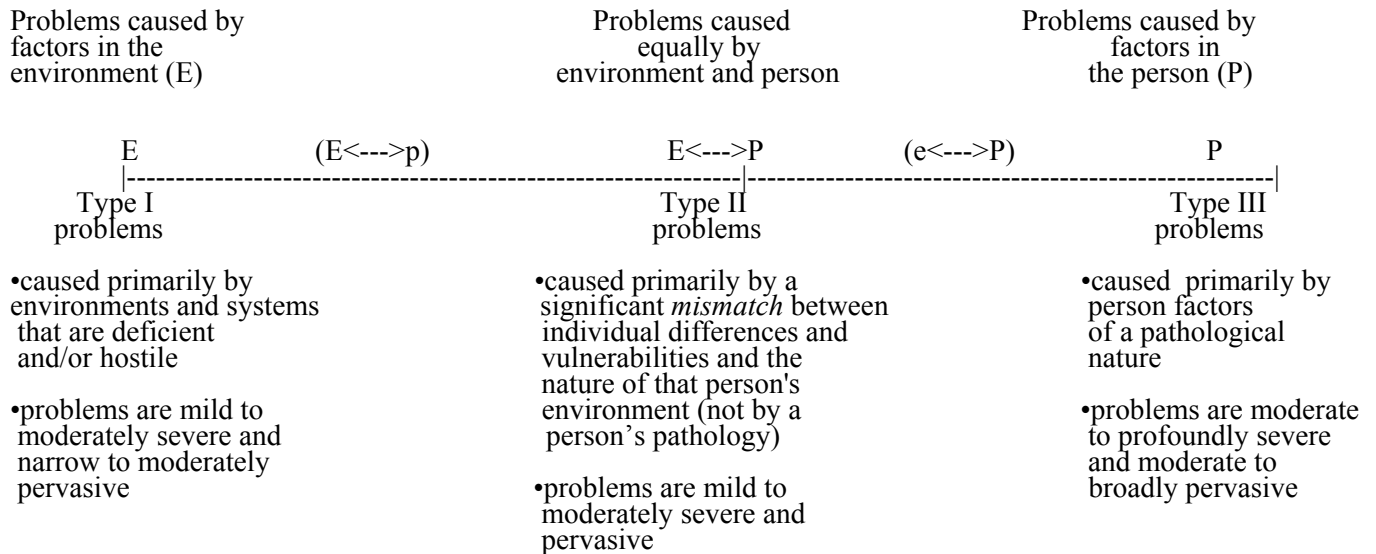 Problems caused by
factors in the
environment (E)
Problems caused
equally by
environment and person
Problems caused by
factors in
the person (P)
E (E<--->p) E<--->P (e<--->P) P
|------------------------------------------------------------|---------------------------------------------------|
Type I
problems
Type II
problems
Type III
problems
•caused primarily by
environments and systems
that are deficient
and/or hostile
•problems are mild to
moderately severe and
narrow to moderately
pervasive
•caused primarily by a
significant mismatch between
individual differences and
vulnerabilities and the
nature of that person's
environment (not by a
person’s pathology)
•problems are mild to
moderately severe and
pervasive
•caused primarily by
person factors
of a pathological
nature
•problems are moderate
to profoundly severe
and moderate to
broadly pervasive